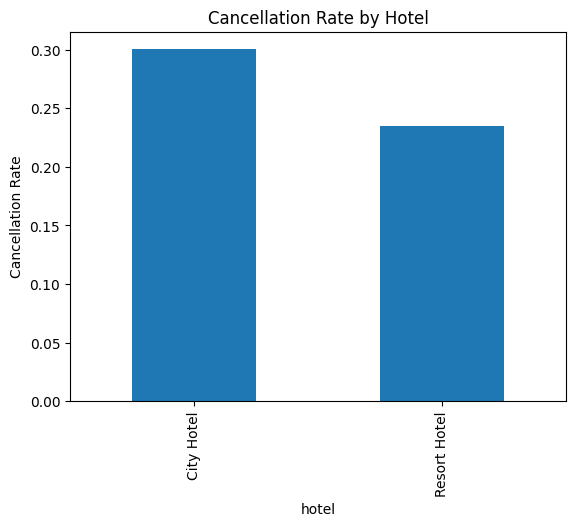 Cancellation Rate by Hotel
Cancellation Rate
0.30
0.25
0.20
0.15
0.10
0.05
0.00
City Hotel
Resort Hotel
hotel